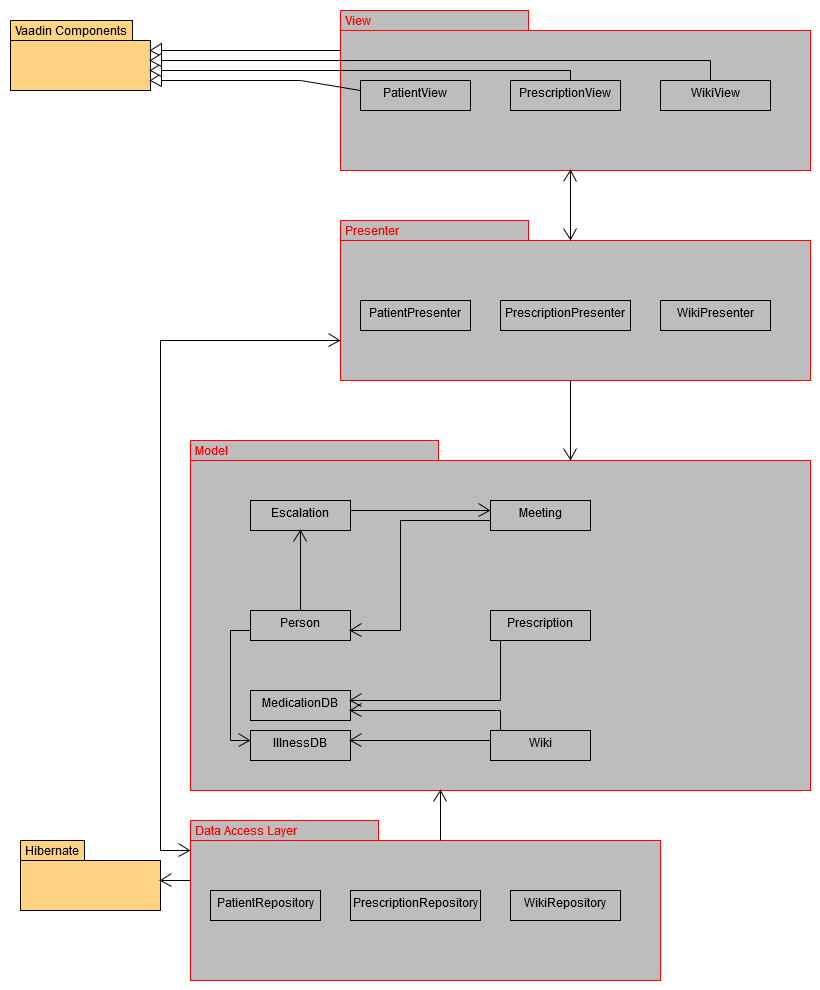 View
Vaadin Components
PatientView
PrescriptionView
WikiView
Presenter
PatientPresenter
PrescriptionPresenter
WikiPresenter
Model
Escalation
Meeting
Person
Prescription
MedicationDB
IllnessDB
Wiki
Data Access Layer
Hibernate
PatientRepository
PrescriptionRepository
WikiRepository